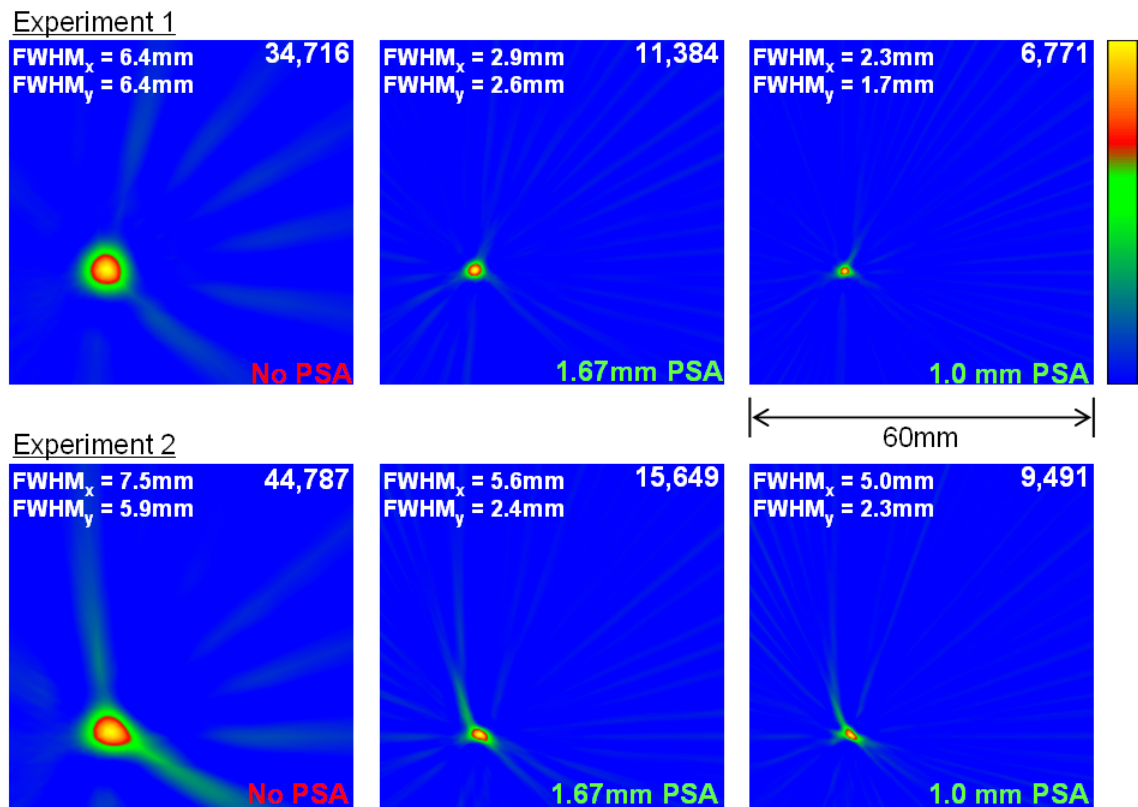 Experiment 1
FWHMx = 6.4mm 34,716
FWHMy = 6.4mm
No PSA
FWHMx = 2.9mm 11,384
FWHMy = 2.6mm
1.67mm PSA
FWHMx = 2.3mm 6,771
FWHMy = 1.7mm
1.0 mm PSA
60mm
Experiment 2
FWHMx = 7.5mm 44,787
FWHMy = 5.9mm
No PSA
FWHMx = 5.6mm 15,649
FWHMy = 2.4mm
1.67mm PSA
FWHMx = 5.0mm 9,491
FWHMy = 2.3mm
1.0 mm PSA